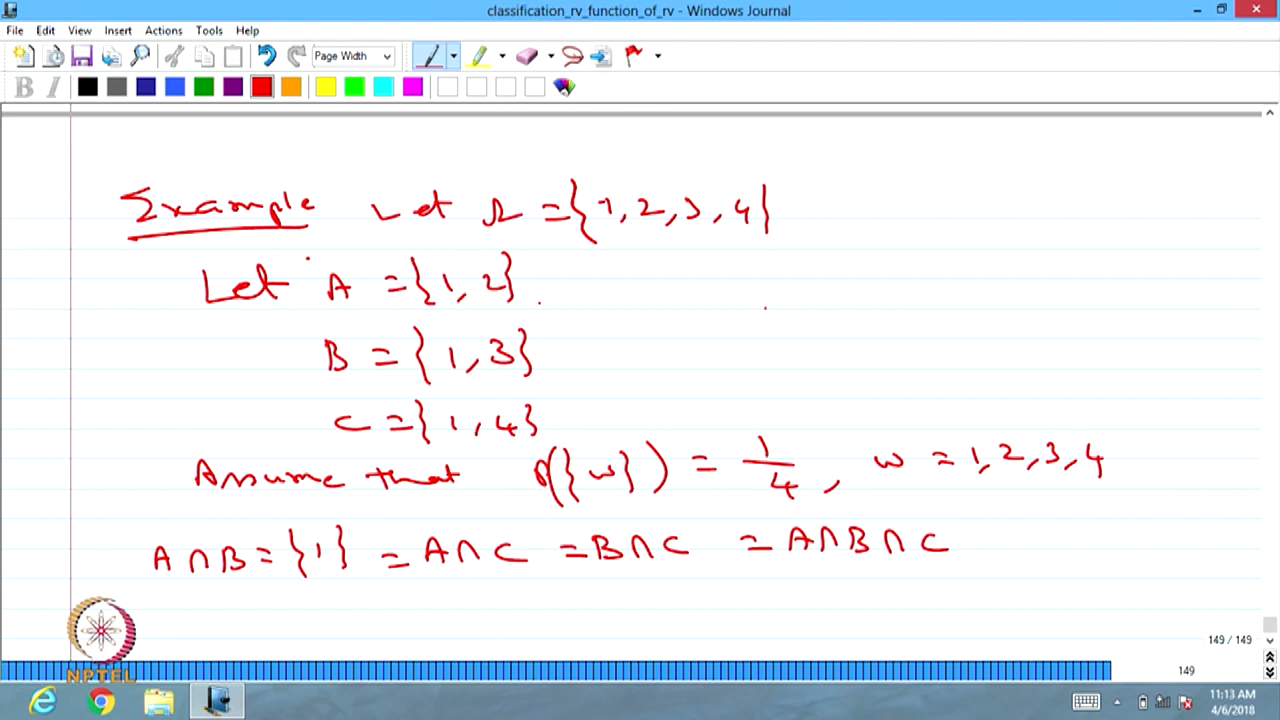 classification_rv_function_of_rv - Windows Journal
File Edit View Insert Actions Tools Help
Page Width
B I
Example Let Ω = {1, 2, 3, 4}
Let A = {1, 2}
B = {1, 3}
C = {1, 4}
Assume that P({w}) = 1/4, w = 1, 2, 3, 4
A ∩ B = {1} = A ∩ C = B ∩ C = A ∩ B ∩ C
NPTEL
149 / 149
149
11:13 AM
4/6/2018